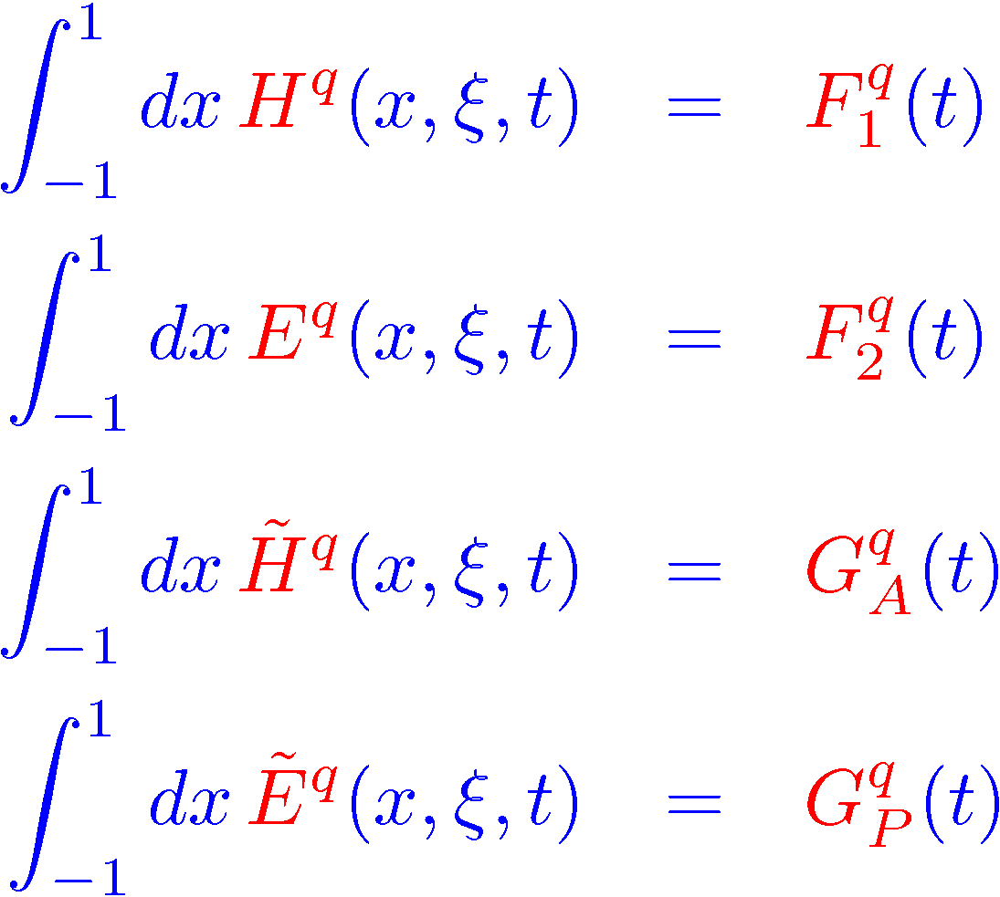 ∫_{-1}^{1} dx H^q(x, ξ, t) = F_1^q(t)
∫_{-1}^{1} dx E^q(x, ξ, t) = F_2^q(t)
∫_{-1}^{1} dx H̃^q(x, ξ, t) = G_A^q(t)
∫_{-1}^{1} dx Ẽ^q(x, ξ, t) = G_P^q(t)